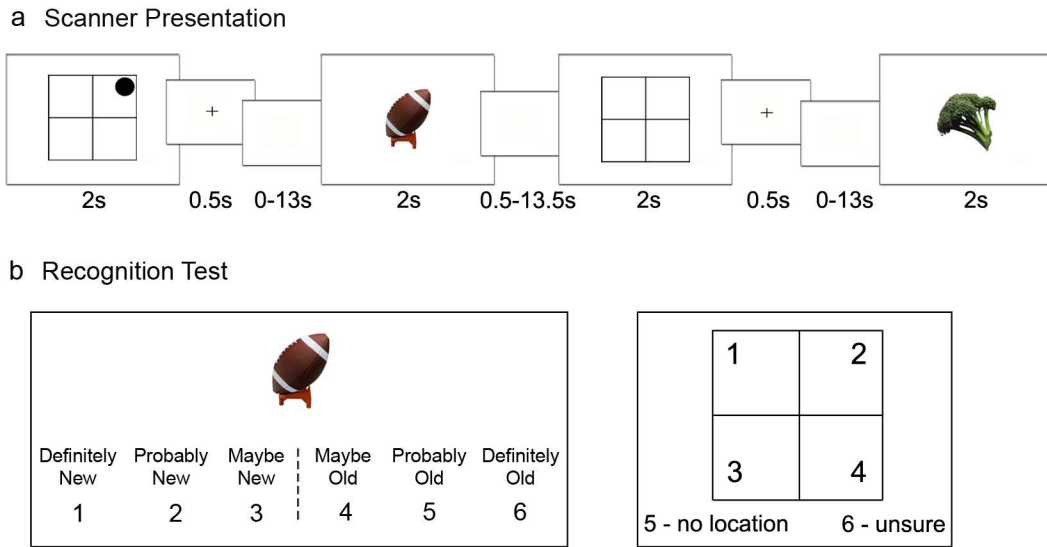 a Scanner Presentation
2s 0.5s 0-13s 2s 0.5-13.5s 2s 0.5s 0-13s 2s
b Recognition Test
Definitely New Probably New Maybe New Maybe Old Probably Old Definitely Old
1 2 3 4 5 6
1 2
3 4
5 - no location 6 - unsure